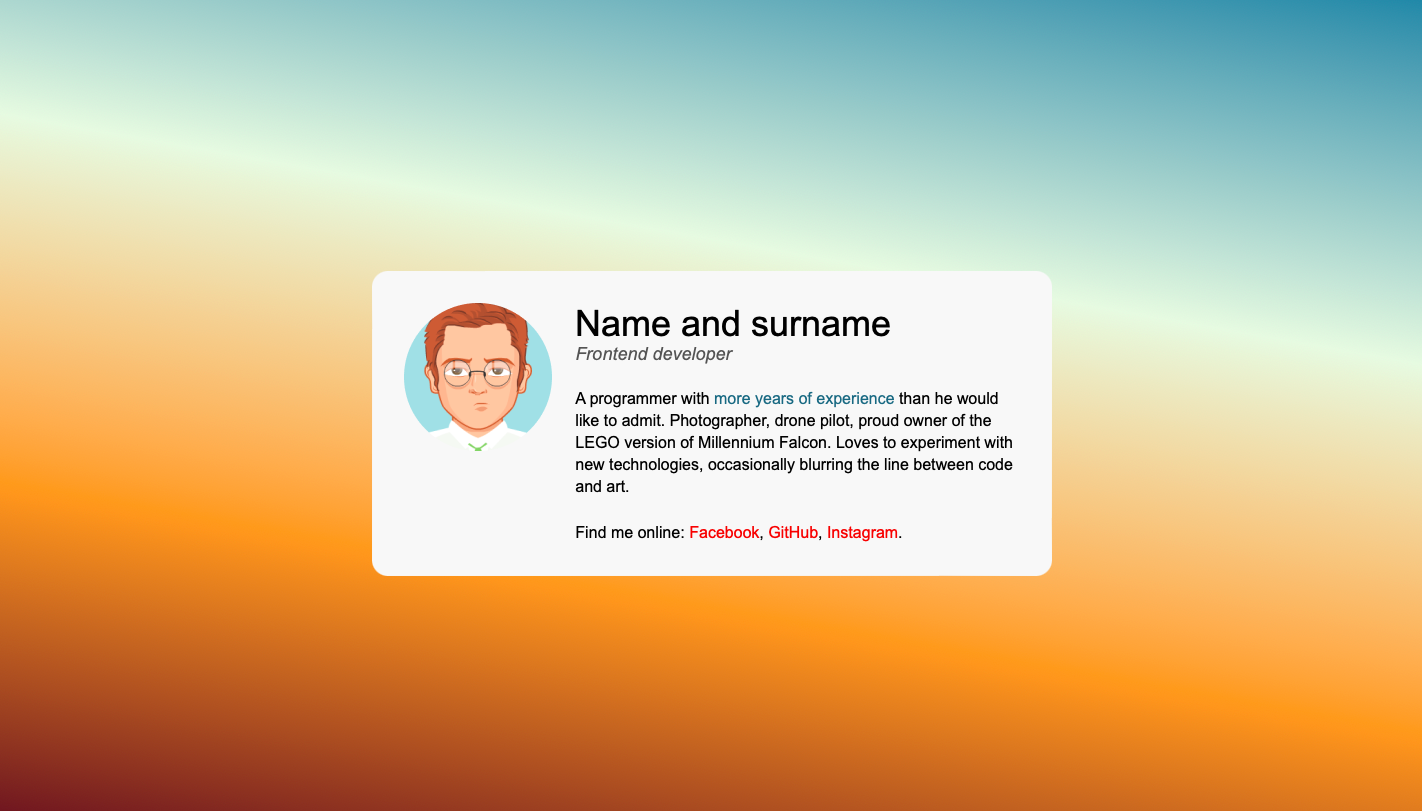 Name and surname
Frontend developer
A programmer with more years of experience than he would
like to admit. Photographer, drone pilot, proud owner of the
LEGO version of Millennium Falcon. Loves to experiment with
new technologies, occasionally blurring the line between code
and art.
Find me online: Facebook, GitHub, Instagram.